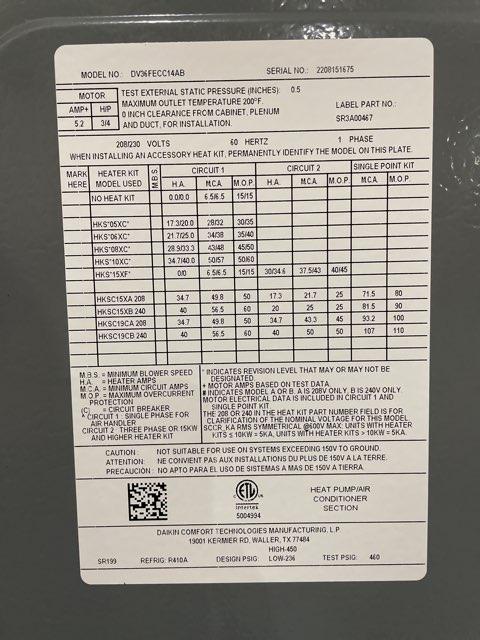 MODEL NO.: DV36FECC14AB SERIAL NO.: 2208151675
MOTOR
AMP+ H/P
5.2 3/4
TEST EXTERNAL STATIC PRESSURE (INCHES): 0.5
MAXIMUM OUTLET TEMPERATURE 200°F.
0 INCH CLEARANCE FROM CABINET, PLENUM
AND DUCT, FOR INSTALLATION.
LABEL PART NO.:
SR3A00467
208/230 VOLTS 60 HERTZ 1 PHASE
WHEN INSTALLING AN ACCESSORY HEAT KIT, PERMANENTLY IDENTIFY THE MODEL ON THIS PLATE.
MARK HERE HEATER KIT MODEL USED M.B.S. CIRCUIT 1 CIRCUIT 2 SINGLE POINT KIT
H.A. M.C.A. M.O.P. H.A. M.C.A. M.O.P. M.C.A. M.O.P.
NO HEAT KIT 0.0/0.0 6.5/6.5 15/15
HKS*05XC* 17.3/20.0 28/32 30/35
HKS*06XC* 21.7/25.0 34/38 35/40
HKS*08XC* 28.9/33.3 43/48 45/50
HKS*10XC* 34.7/40.0 50/57 50/60
HKS*15XF* 0/0 6.5/6.5 15/15 30/34.6 37.5/43 40/45
HKSC15XA 208 34.7 49.8 50 17.3 21.7 25 71.5 80
HKSC15XB 240 40 56.5 60 20 25 25 81.5 90
HKSC19CA 208 34.7 49.8 50 34.7 43.3 45 93.2 100
HKSC19CB 240 40 56.5 60 40 50 50 107 110
M.B.S. = MINIMUM BLOWER SPEED
H.A. = HEATER AMPS
M.C.A. = MINIMUM CIRCUIT AMPS
M.O.P. = MAXIMUM OVERCURRENT
PROTECTION
(C) = CIRCUIT BREAKER
^ CIRCUIT 1 : SINGLE PHASE FOR
AIR HANDLER
CIRCUIT 2 : THREE PHASE OR 15KW
AND HIGHER HEATER KIT
* INDICATES REVISION LEVEL THAT MAY OR MAY NOT BE
DESIGNATED.
+ MOTOR AMPS BASED ON TEST DATA.
# INDICATES MODEL A OR B. A IS 208V ONLY, B IS 240V ONLY.
MOTOR ELECTRICAL DATA IS INCLUDED IN CIRCUIT 1 AND
SINGLE POINT KIT
THE 208 OR 240 IN THE HEAT KIT PART NUMBER FIELD IS FOR
CLARIFICATION OF THE NOMINAL VOLTAGE FOR THIS MODEL
SCCR_KA RMS SYMMETRICAL @600V MAX: UNITS WITH HEATER
KITS ≤ 10KW = 5KA, UNITS WITH HEATER KITS > 10KW = 5KA.
CAUTION : NOT SUITABLE FOR USE ON SYSTEMS EXCEEDING 150V TO GROUND.
ATTENTION: NE CONVIENT PAS AUX INSTALLATIONS DU PLUS DE 150V A LA TERRE.
PRECAUCIÓN : NO APTO PARA EL USO DE SISTEMAS A MAS DE 150V A TIERRA.
ETL
Intertek
5004994
HEAT PUMP/AIR
CONDITIONER
SECTION
DAIKIN COMFORT TECHNOLOGIES MANUFACTURING, L.P.
19001 KERMIER RD, WALLER, TX 77484
HIGH-450
SR199 REFRIG: R410A DESIGN PSIG: LOW-236 TEST PSIG: 460